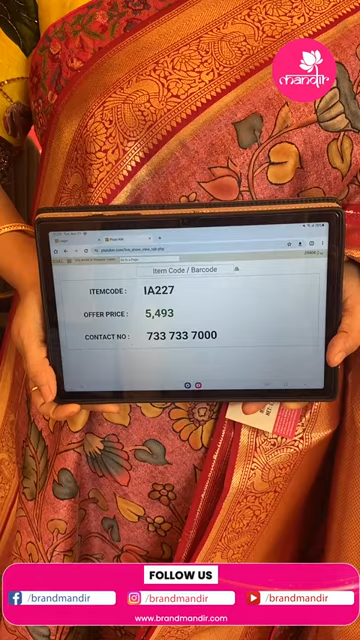 mandir
Item Code / Barcode
ITEMCODE : IA227
OFFER PRICE : 5,493
CONTACT NO : 733 733 7000
FOLLOW US
/brandmandir /brandmandir /brandmandir
www.brandmandir.com